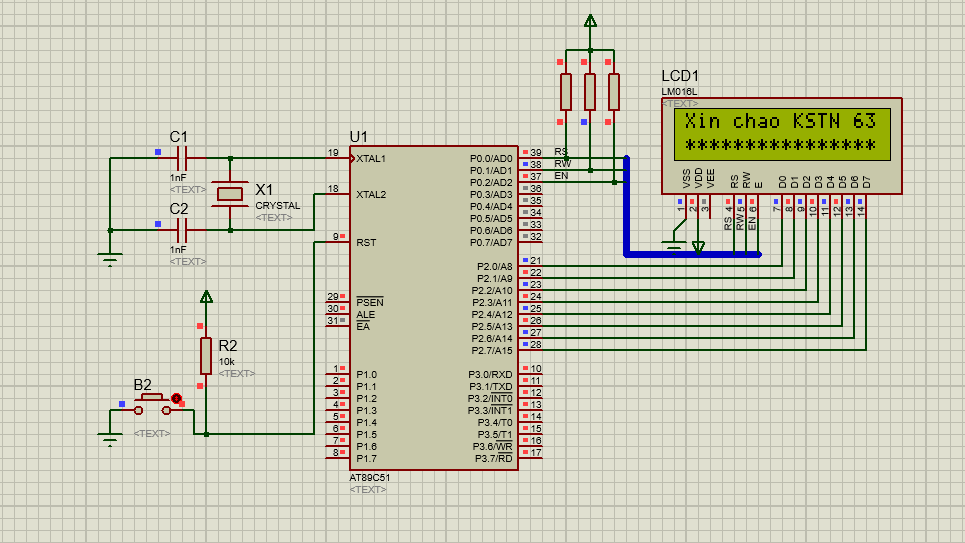 LCD1
LM016L
<TEXT>
Xin chao KSTN 63
****************
VSS VDD VEE RS RW E D0 D1 D2 D3 D4 D5 D6 D7
1 2 3 4 5 6 7 8 9 10 11 12 13 14
RS RW EN
C1
1nF
<TEXT>
C2
1nF
<TEXT>
X1
CRYSTAL
<TEXT>
R2
10k
<TEXT>
B2
<TEXT>
U1
19 XTAL1
18 XTAL2
9 RST
29 PSEN
30 ALE
31 EA
1 P1.0
2 P1.1
3 P1.2
4 P1.3
5 P1.4
6 P1.5
7 P1.6
8 P1.7
P0.0/AD0 39 RS
P0.1/AD1 38 RW
P0.2/AD2 37 EN
P0.3/AD3 36
P0.4/AD4 35
P0.5/AD5 34
P0.6/AD6 33
P0.7/AD7 32
P2.0/A8 21
P2.1/A9 22
P2.2/A10 23
P2.3/A11 24
P2.4/A12 25
P2.5/A13 26
P2.6/A14 27
P2.7/A15 28
P3.0/RXD 10
P3.1/TXD 11
P3.2/INT0 12
P3.3/INT1 13
P3.4/T0 14
P3.5/T1 15
P3.6/WR 16
P3.7/RD 17
AT89C51
<TEXT>